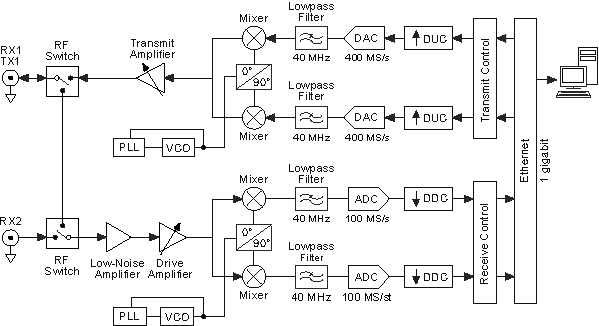 Lowpass
Filter
Mixer
RX1
TX1
RF
Switch
Transmit
Amplifier
DAC
DUC
40 MHz
400 MS/s
0°
90°
Lowpass
Filter
DAC
DUC
Mixer
40 MHz
400 MS/s
Transmit Control
PLL
VCO
Ethernet
1 gigabit
Mixer
Lowpass
Filter
ADC
DDC
40 MHz
100 MS/s
RX2
RF
Switch
Low-Noise
Amplifier
Drive
Amplifier
0°
90°
Lowpass
Filter
ADC
DDC
Mixer
40 MHz
100 MS/st
Receive Control
PLL
VCO